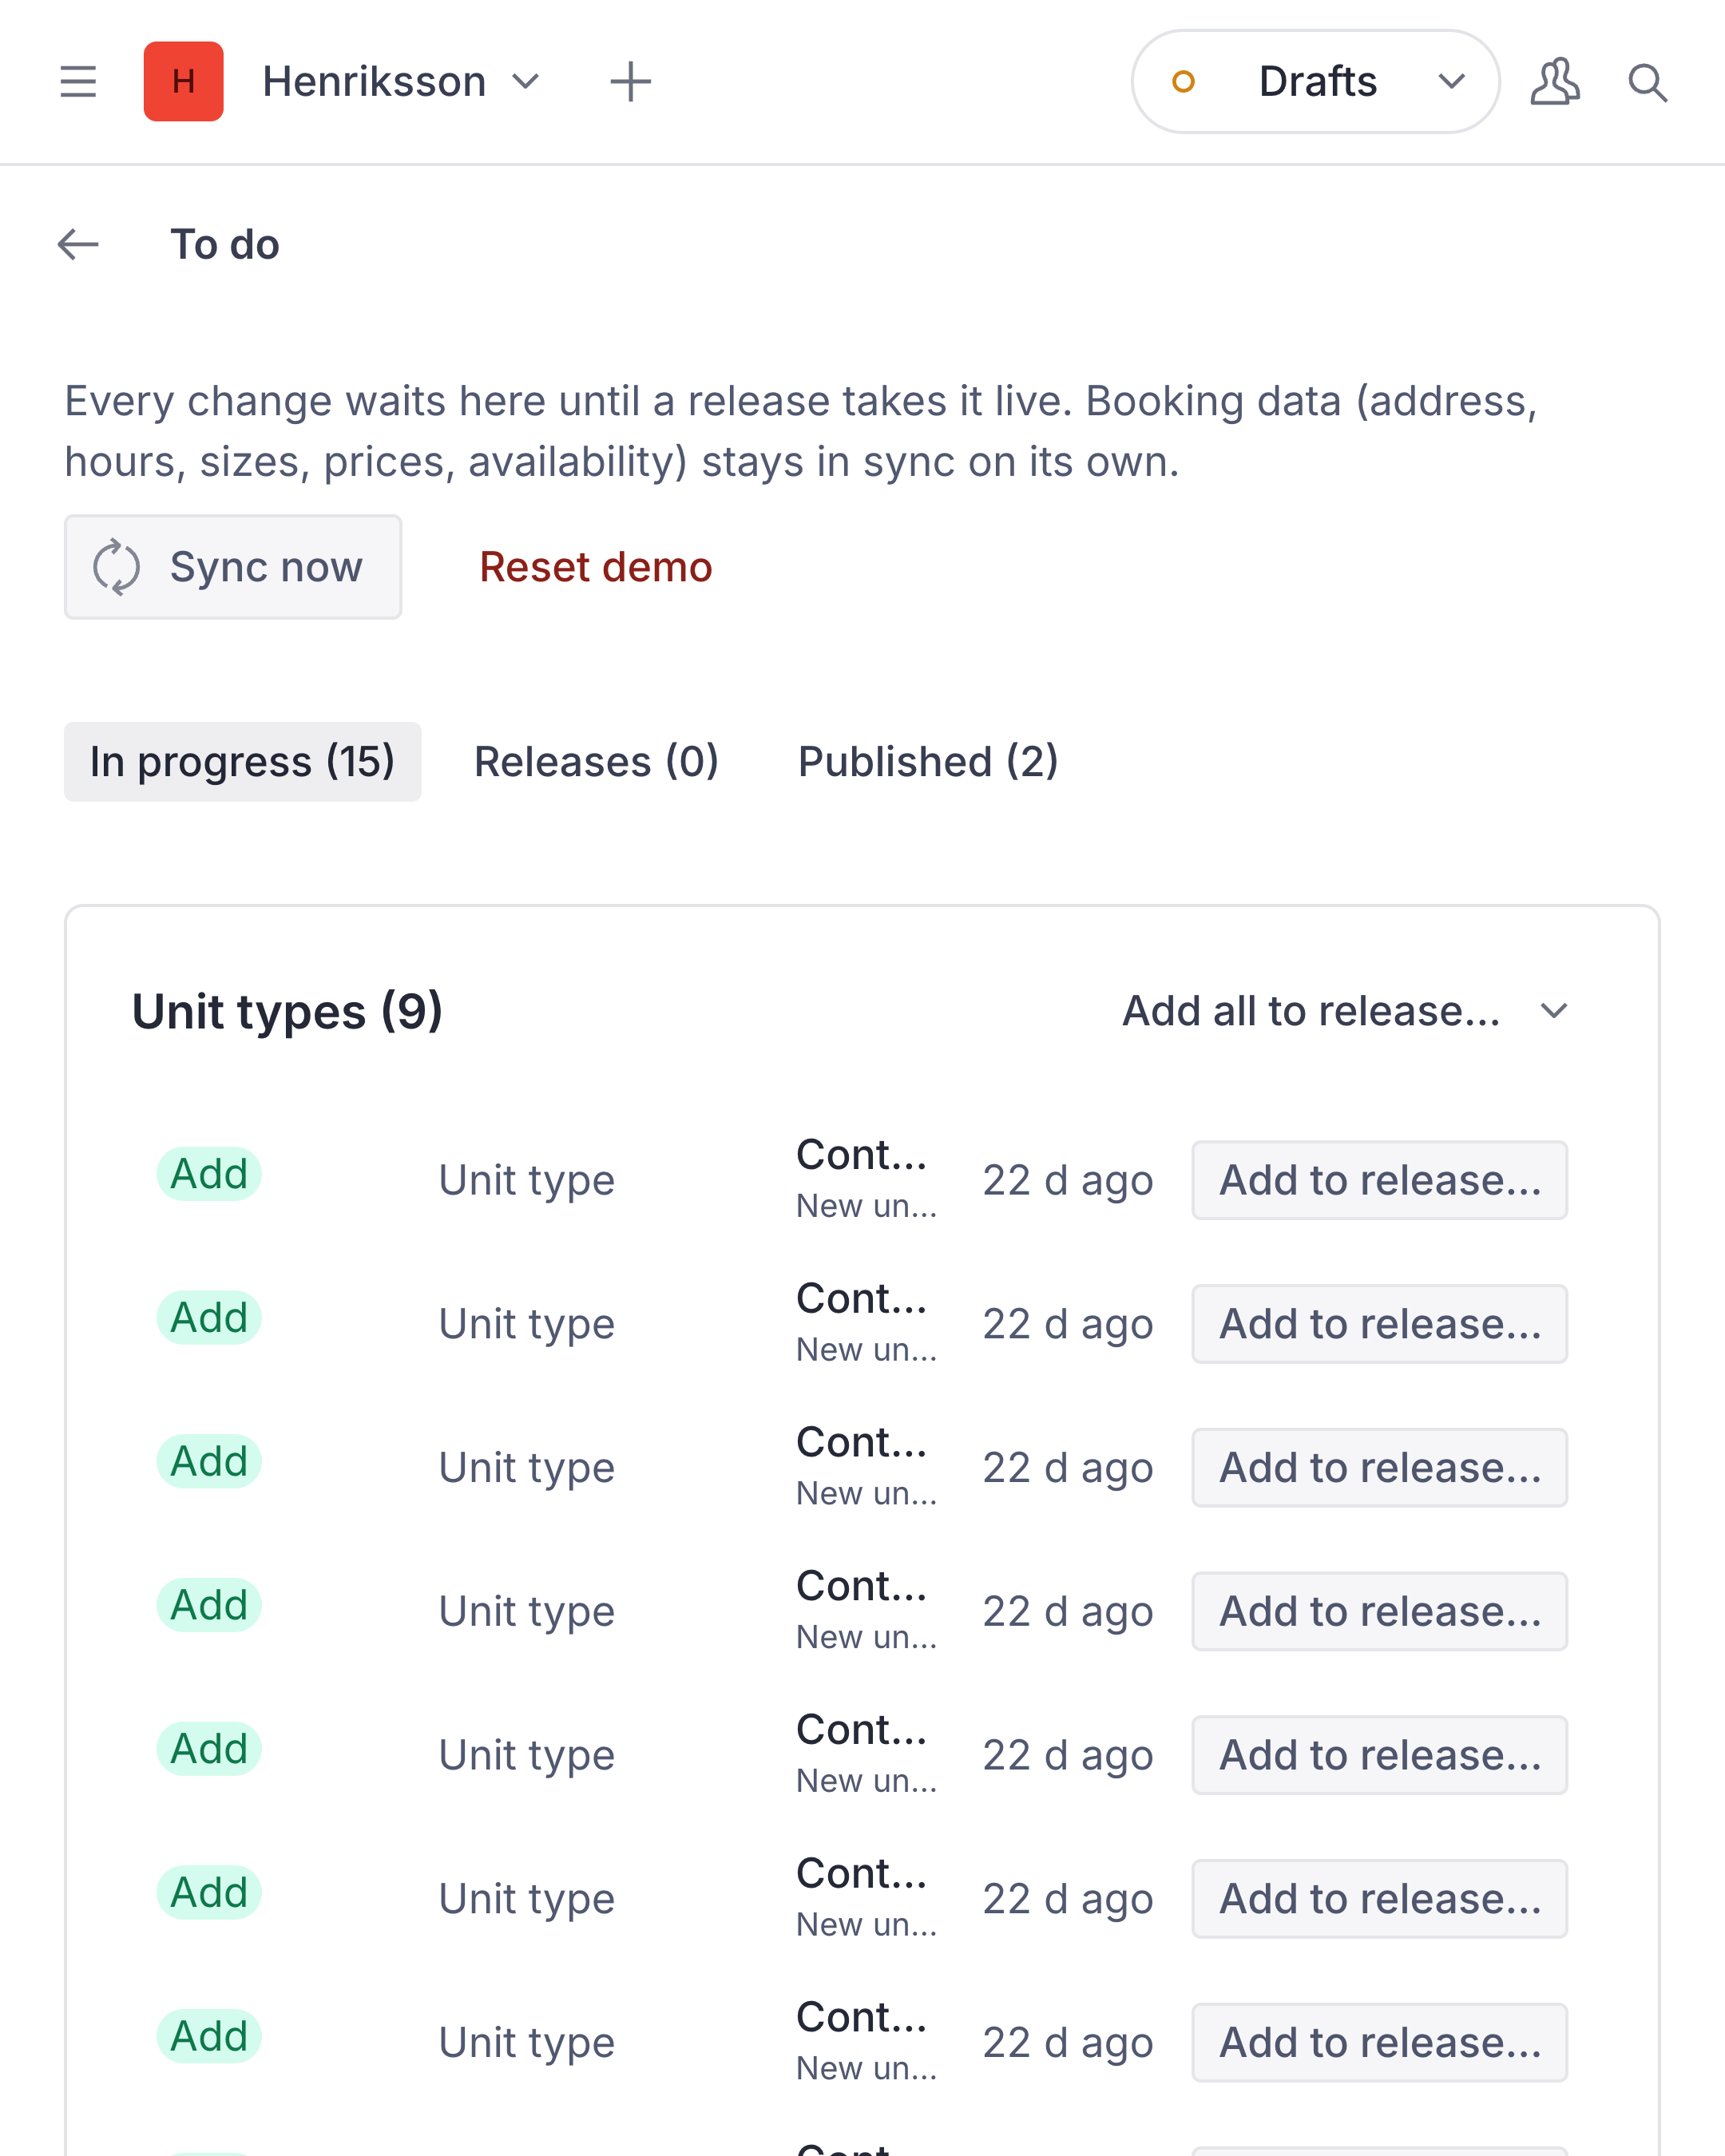 H Henriksson Drafts
To do
Every change waits here until a release takes it live. Booking data (address,
hours, sizes, prices, availability) stays in sync on its own.
Sync now Reset demo
In progress (15) Releases (0) Published (2)
Unit types (9) Add all to release...
Add Unit type Cont... 22 d ago Add to release...
New un...
Add Unit type Cont... 22 d ago Add to release...
New un...
Add Unit type Cont... 22 d ago Add to release...
New un...
Add Unit type Cont... 22 d ago Add to release...
New un...
Add Unit type Cont... 22 d ago Add to release...
New un...
Add Unit type Cont... 22 d ago Add to release...
New un...
Add Unit type Cont... 22 d ago Add to release...
New un...